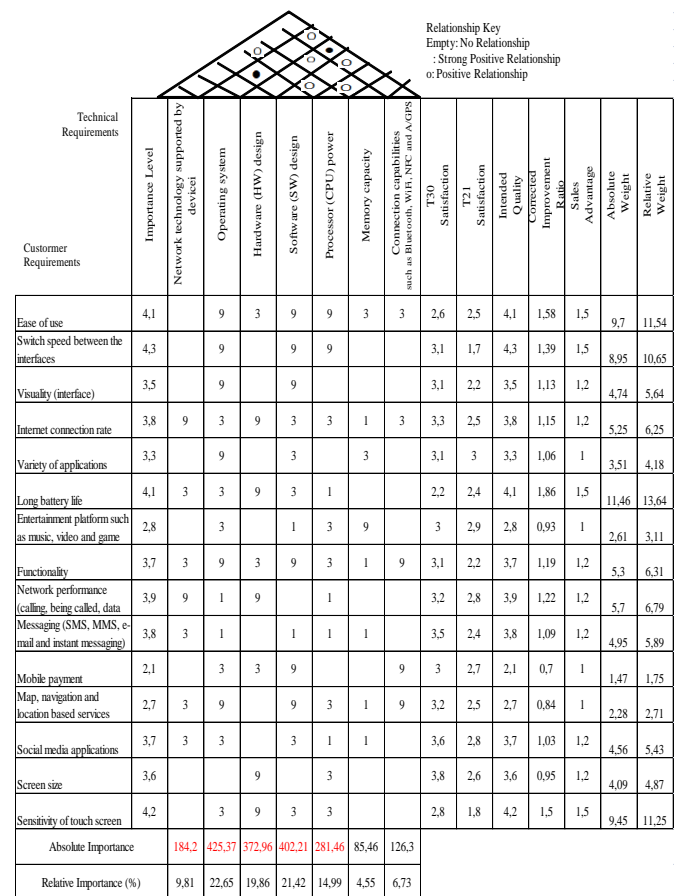 Relationship Key
Empty: No Relationship
: Strong Positive Relationship
o: Positive Relationship
Technical
Requirements
Custormer
Requirements
Importance Level
Network technology supported by
devicei
Operating system
Hardware (HW) design
Software (SW) design
Processor (CPU) power
Memory capacity
Connection capabilities
such as Bluetooth, WiFi, NFC and A/GPS
T30
Satisfaction
T21
Satisfaction
Intended
Quality
Corrected
Improvement
Ratio
Sales
Advantage
Absolute
Weight
Relative
Weight
Ease of use 4,1 9 3 9 9 3 3 2,6 2,5 4,1 1,58 1,5 9,7 11,54
Switch speed between the
interfaces 4,3 9 9 9 3,1 1,7 4,3 1,39 1,5 8,95 10,65
Visuality (interface) 3,5 9 9 3,1 2,2 3,5 1,13 1,2 4,74 5,64
Internet connection rate 3,8 9 3 9 3 3 1 3 3,3 2,5 3,8 1,15 1,2 5,25 6,25
Variety of applications 3,3 9 3 3 3,1 3 3,3 1,06 1 3,51 4,18
Long battery life 4,1 3 3 9 3 1 2,2 2,4 4,1 1,86 1,5 11,46 13,64
Entertainment platform such
as music, video and game 2,8 3 1 3 9 3 2,9 2,8 0,93 1 2,61 3,11
Functionality 3,7 3 9 3 9 3 1 9 3,1 2,2 3,7 1,19 1,2 5,3 6,31
Network performance
(calling, being called, data 3,9 9 1 9 1 3,2 2,8 3,9 1,22 1,2 5,7 6,79
Messaging (SMS, MMS, e-
mail and instant messaging) 3,8 3 1 1 1 1 3,5 2,4 3,8 1,09 1,2 4,95 5,89
Mobile payment 2,1 3 3 9 9 3 2,7 2,1 0,7 1 1,47 1,75
Map, navigation and
location based services 2,7 3 9 9 3 1 9 3,2 2,5 2,7 0,84 1 2,28 2,71
Social media applications 3,7 3 3 3 1 1 3,6 2,8 3,7 1,03 1,2 4,56 5,43
Screen size 3,6 9 3 3,8 2,6 3,6 0,95 1,2 4,09 4,87
Sensitivity of touch screen 4,2 3 9 3 3 2,8 1,8 4,2 1,5 1,5 9,45 11,25
Absolute Importance 184,2 425,37 372,96 402,21 281,46 85,46 126,3
Relative Importance (%) 9,81 22,65 19,86 21,42 14,99 4,55 6,73